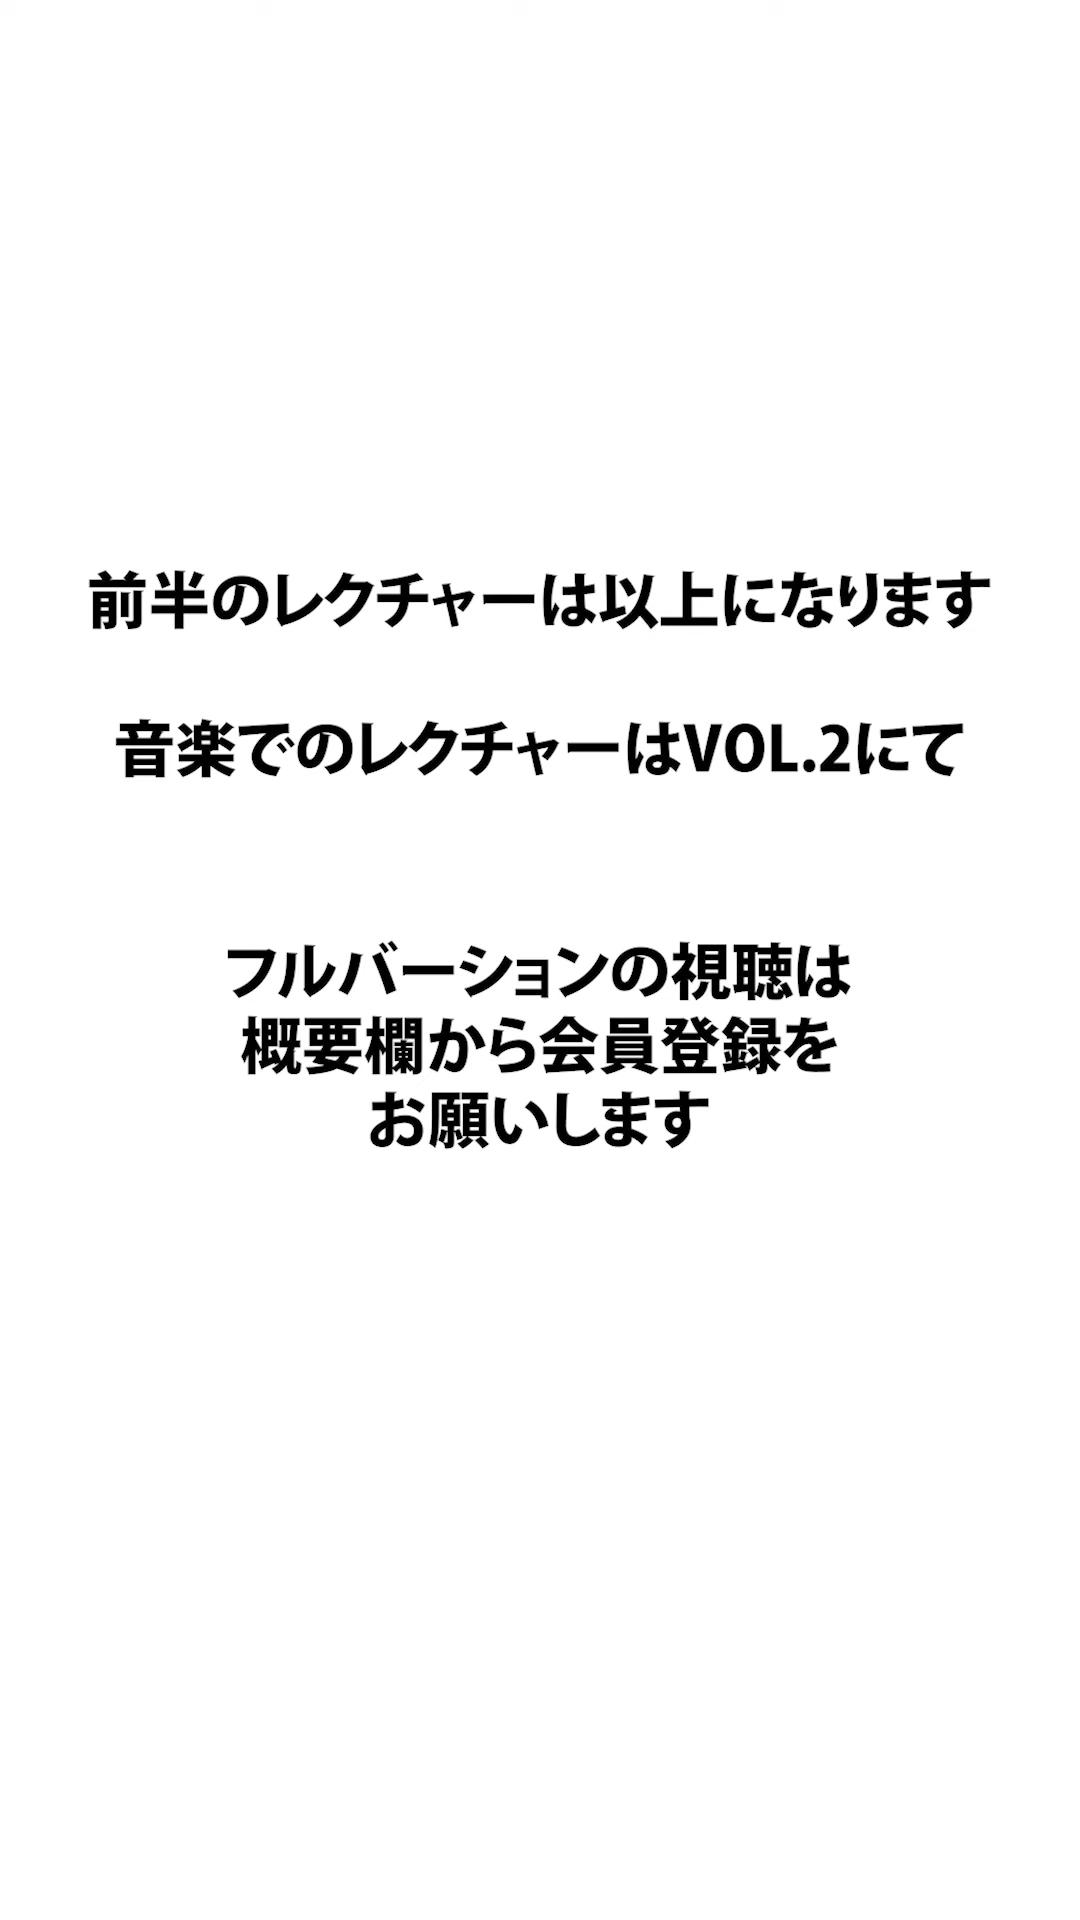 前半のレクチャーは以上になります
音楽でのレクチャーはVOL.2にて
フルバージョンの視聴は
概要欄から会員登録を
お願いします